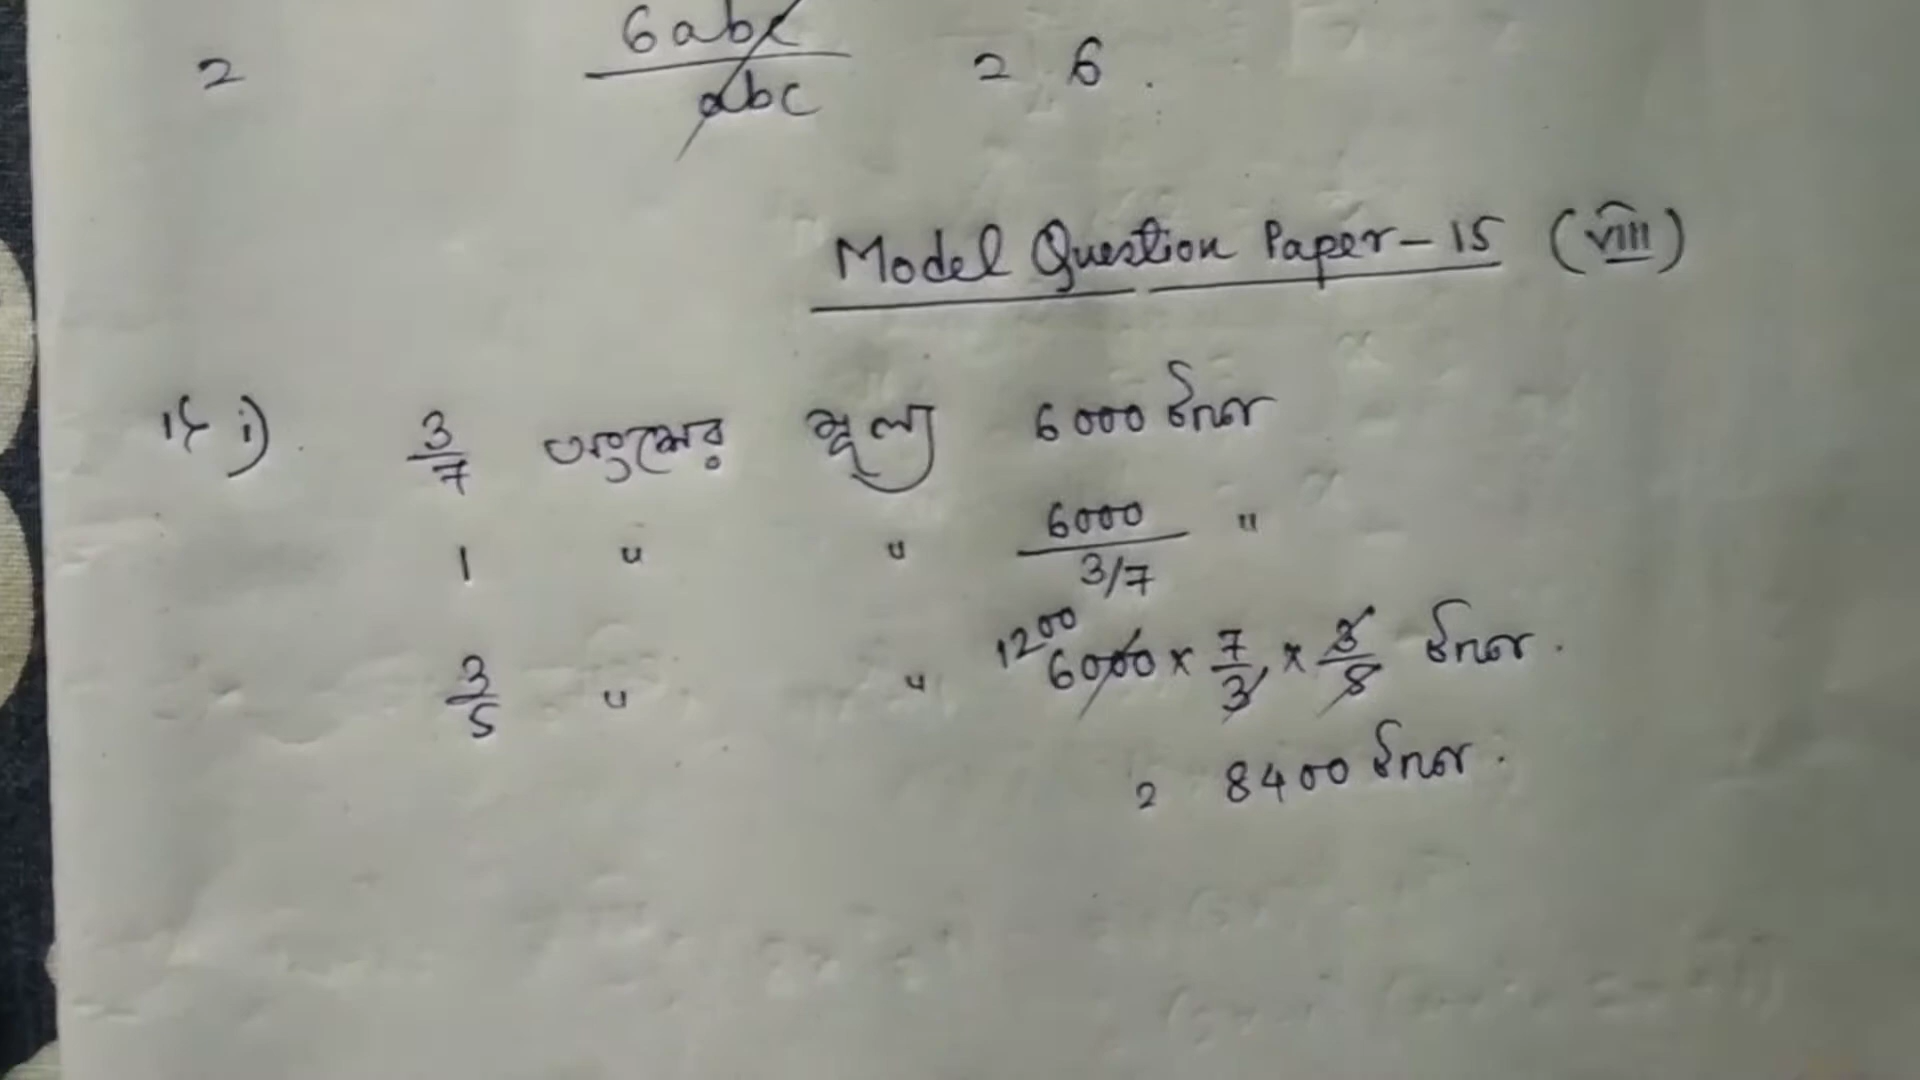 = 6abc/abc = 6.
Model Question Paper - 15 (VIII)
1) i) 3/7 অংশের মূল্য 6000 টাকা
1 " " 6000/3/7 "
3/5 " " 1200 6000 × 7/3 × 3/5 টাকা.
= 8400 টাকা.